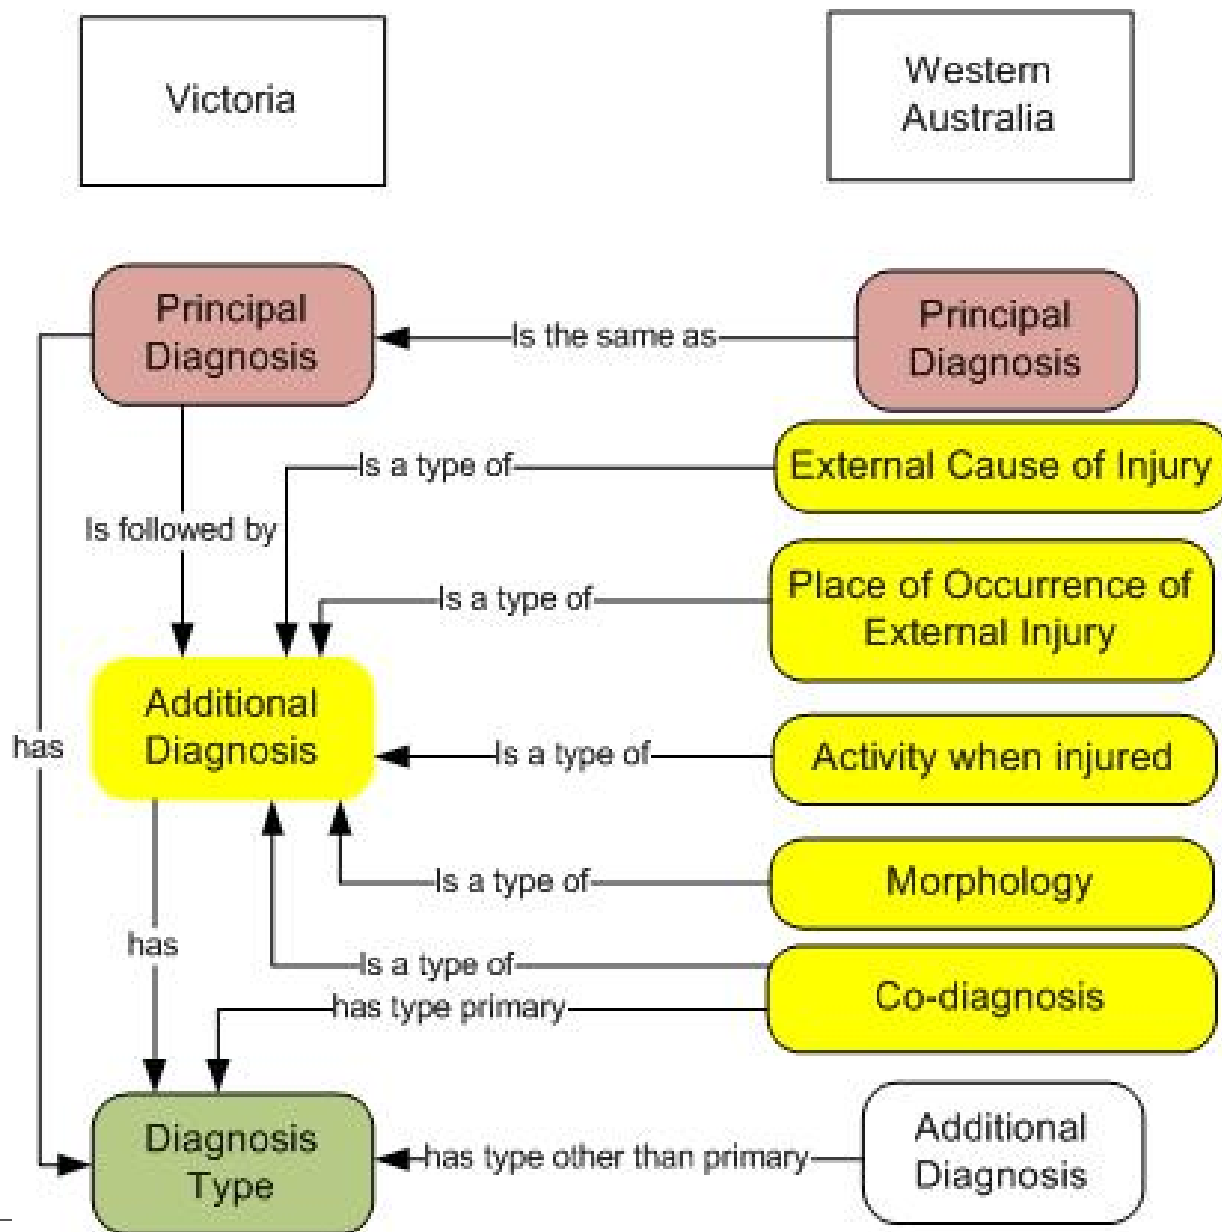 Victoria
Western
Australia
Principal
Diagnosis
Is the same as
Principal
Diagnosis
Is a type of
External Cause of Injury
Is followed by
Is a type of
Place of Occurrence of
External Injury
Additional
Diagnosis
has
Is a type of
Activity when injured
Is a type of
Morphology
has
Is a type of
has type primary
Co-diagnosis
Diagnosis
Type
has type other than primary
Additional
Diagnosis